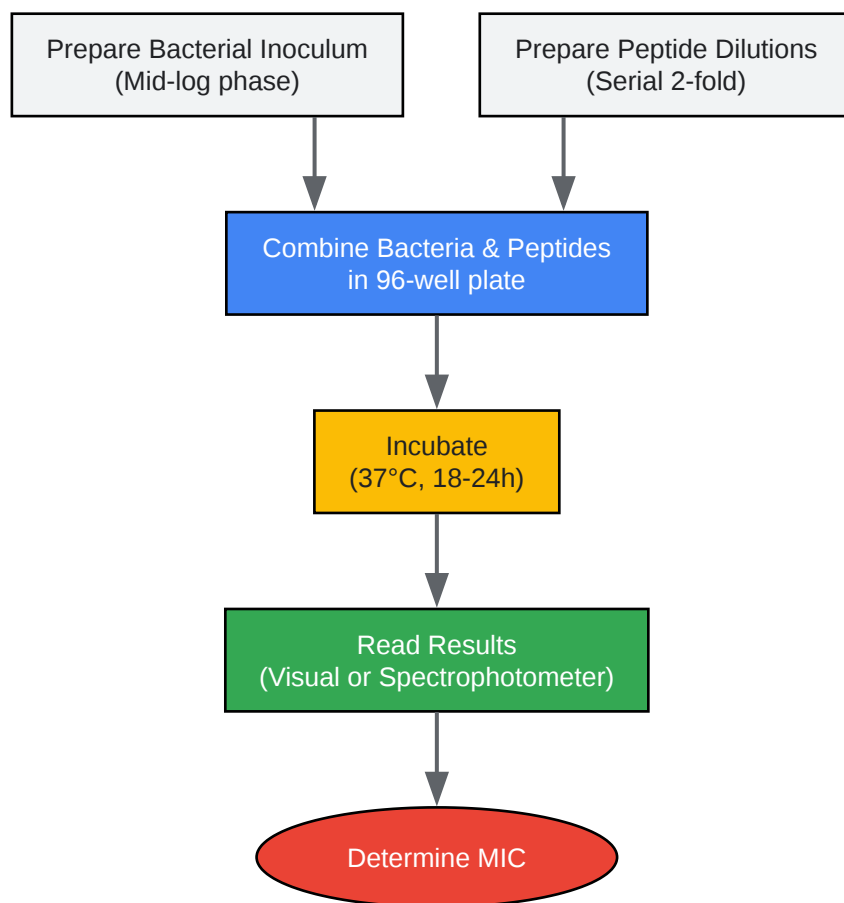 Prepare Bacterial Inoculum
(Mid-log phase)
Prepare Peptide Dilutions
(Serial 2-fold)
Combine Bacteria & Peptides
in 96-well plate
Incubate
(37°C, 18-24h)
Read Results
(Visual or Spectrophotometer)
Determine MIC